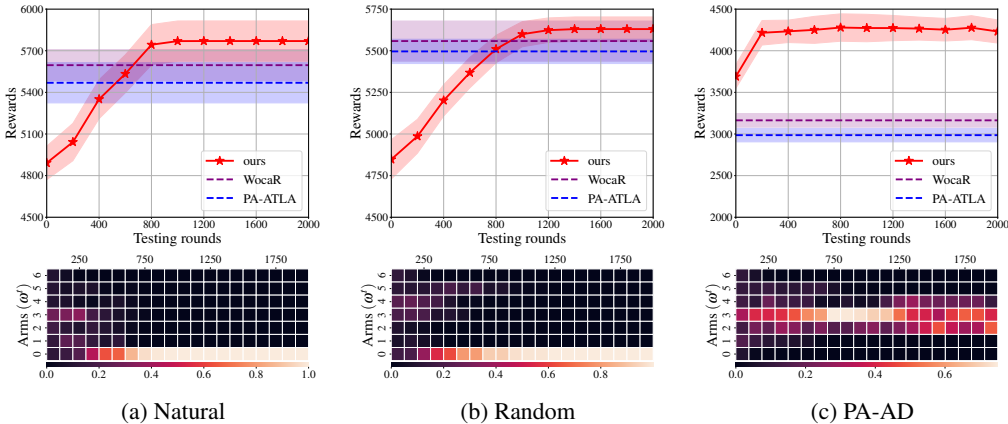 6000
5700
5400
5100
4800
4500
Rewards
ours
WocaR
PA-ATLA
0 400 800 1200 1600 2000
Testing rounds
250 750 1250 1750
Arms (ω^t)
6
5
4
3
2
1
0
0.0 0.2 0.4 0.6 0.8 1.0
(a) Natural
5750
5500
5250
5000
4750
4500
Rewards
ours
WocaR
PA-ATLA
0 400 800 1200 1600 2000
Testing rounds
250 750 1250 1750
Arms (ω^t)
6
5
4
3
2
1
0
0.0 0.2 0.4 0.6 0.8
(b) Random
4500
4000
3500
3000
2400
2000
Rewards
ours
WocaR
PA-ATLA
0 400 800 1200 1600 2000
Testing rounds
250 750 1250 1750
Arms (ω^t)
6
5
4
3
2
1
0
0.0 0.2 0.4 0.6
(c) PA-AD